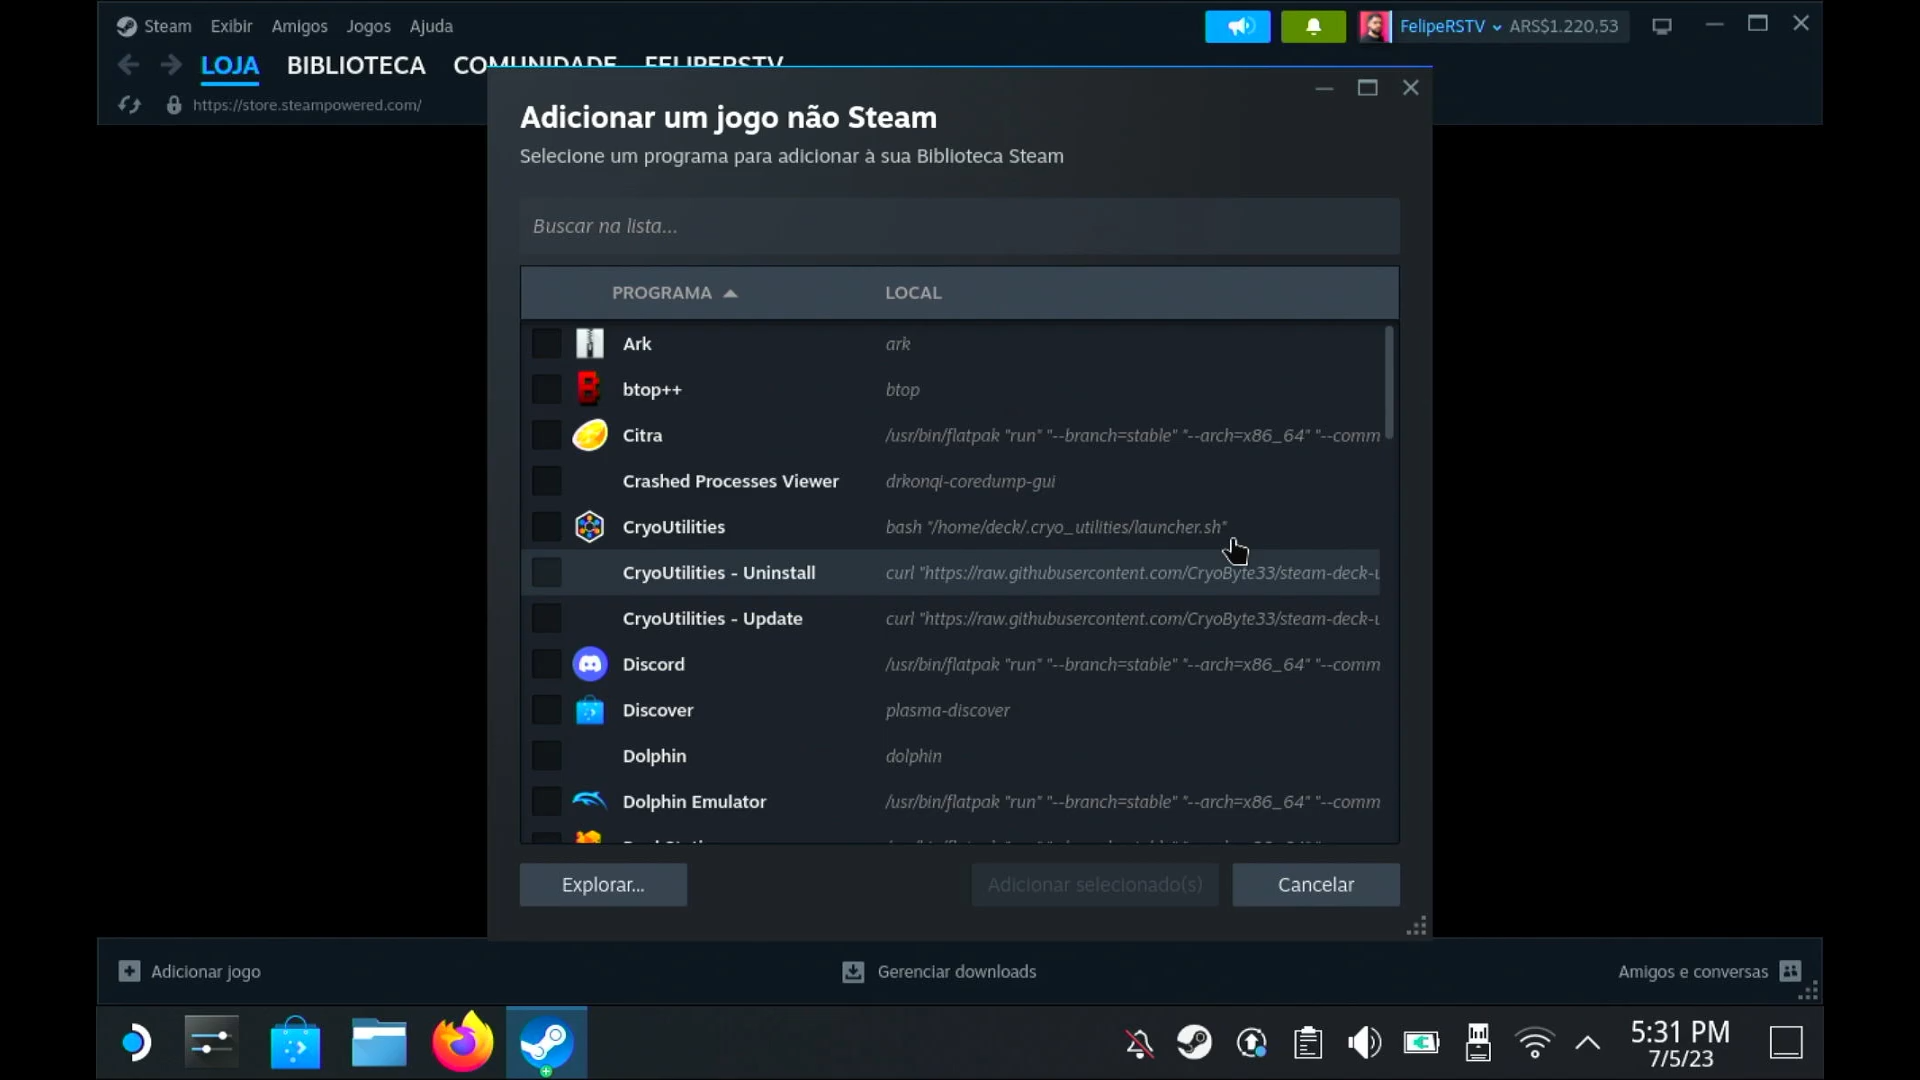 Steam Exibir Amigos Jogos Ajuda
FelipeRSTV ARS$1.220,53
LOJA BIBLIOTECA COMUNIDADE FELIPERSTV
https://store.steampowered.com/
Adicionar um jogo não Steam
Selecione um programa para adicionar à sua Biblioteca Steam
Buscar na lista...
PROGRAMA LOCAL
Ark ark
btop++ btop
Citra /usr/bin/flatpak "run" "--branch=stable" "--arch=x86_64" "--comm
Crashed Processes Viewer drkonqi-coredump-gui
CryoUtilities bash "/home/deck/.cryo_utilities/launcher.sh"
CryoUtilities - Uninstall curl "https://raw.githubusercontent.com/CryoByte33/steam-deck-u
CryoUtilities - Update curl "https://raw.githubusercontent.com/CryoByte33/steam-deck-u
Discord /usr/bin/flatpak "run" "--branch=stable" "--arch=x86_64" "--comm
Discover plasma-discover
Dolphin dolphin
Dolphin Emulator /usr/bin/flatpak "run" "--branch=stable" "--arch=x86_64" "--comm
Explorar... Adicionar selecionado(s) Cancelar
Adicionar jogo Gerenciar downloads Amigos e conversas
5:31 PM
7/5/23